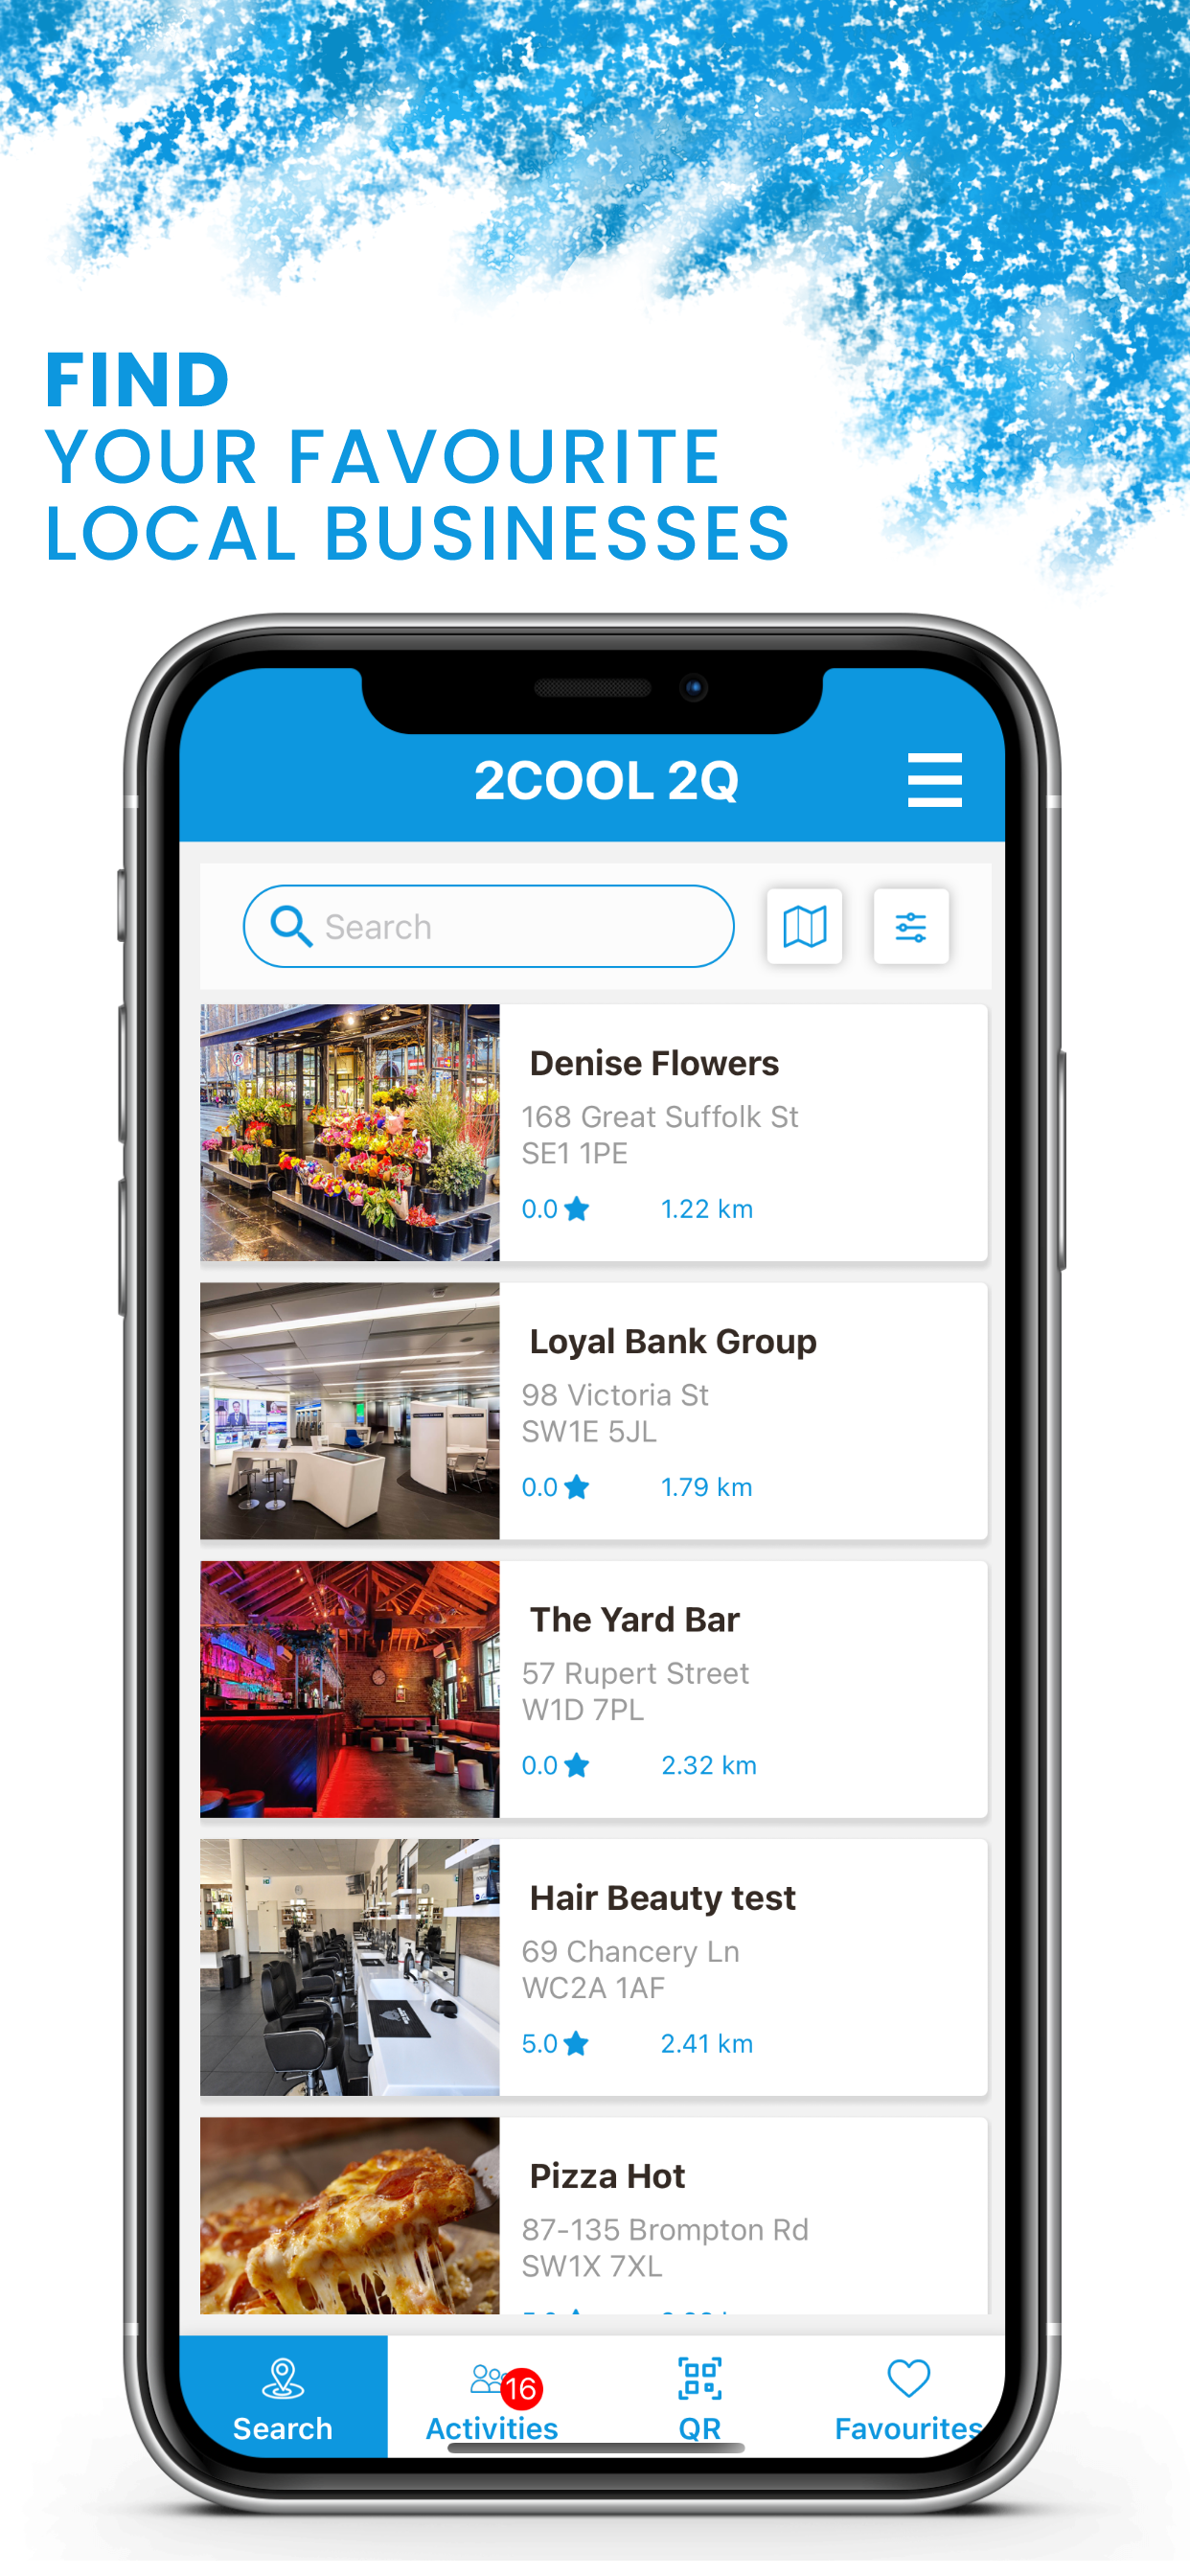 FIND
YOUR FAVOURITE
LOCAL BUSINESSES
2COOL 2Q
Search
Denise Flowers
168 Great Suffolk St
SE1 1PE
0.0 1.22 km
Loyal Bank Group
98 Victoria St
SW1E 5JL
0.0 1.79 km
The Yard Bar
57 Rupert Street
W1D 7PL
0.0 2.32 km
Hair Beauty test
69 Chancery Ln
WC2A 1AF
5.0 2.41 km
Pizza Hot
87-135 Brompton Rd
SW1X 7XL
16
Search Activities QR Favourites